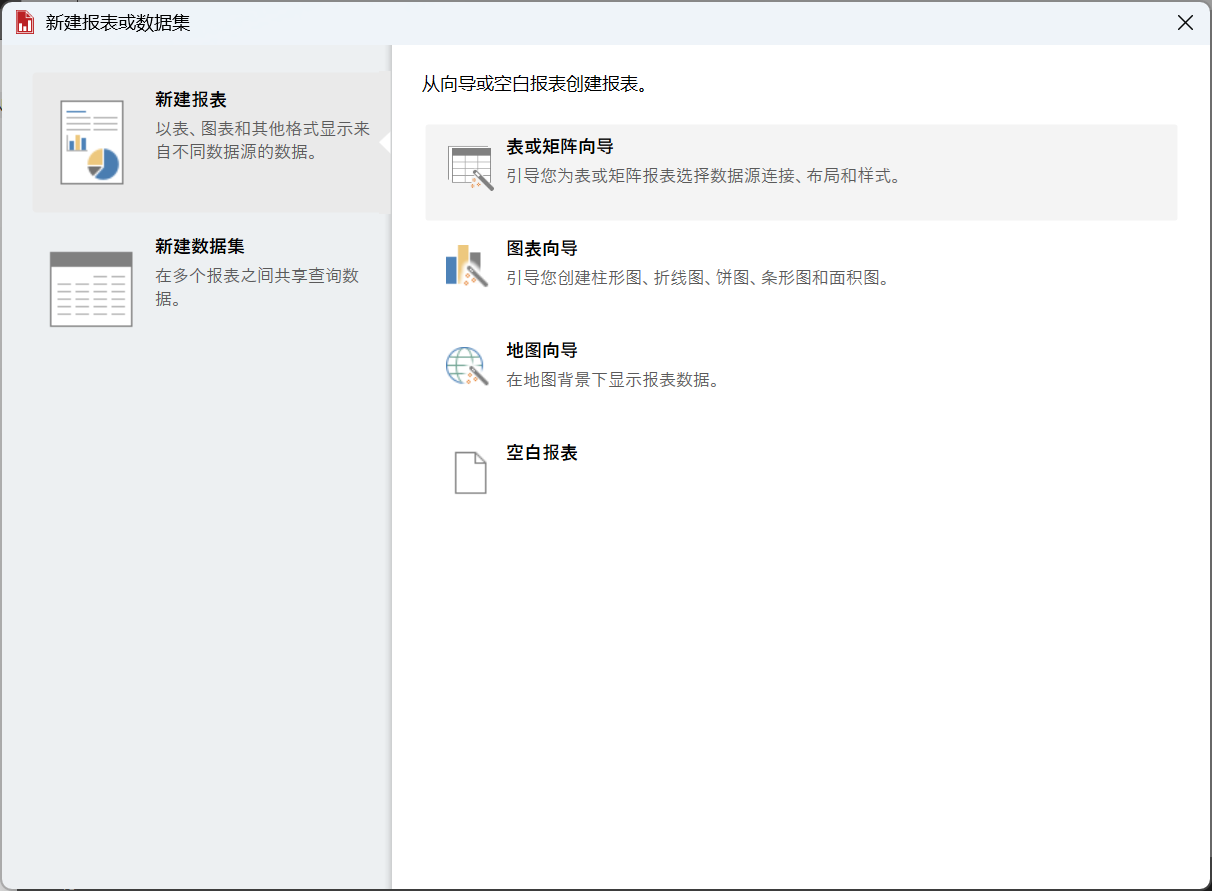 新建报表或数据集
新建报表
以表、图表和其他格式显示来
自不同数据源的数据。
新建数据集
在多个报表之间共享查询数
据。
从向导或空白报表创建报表。
表或矩阵向导
引导您为表或矩阵报表选择数据源连接、布局和样式。
图表向导
引导您创建柱形图、折线图、饼图、条形图和面积图。
地图向导
在地图背景下显示报表数据。
空白报表